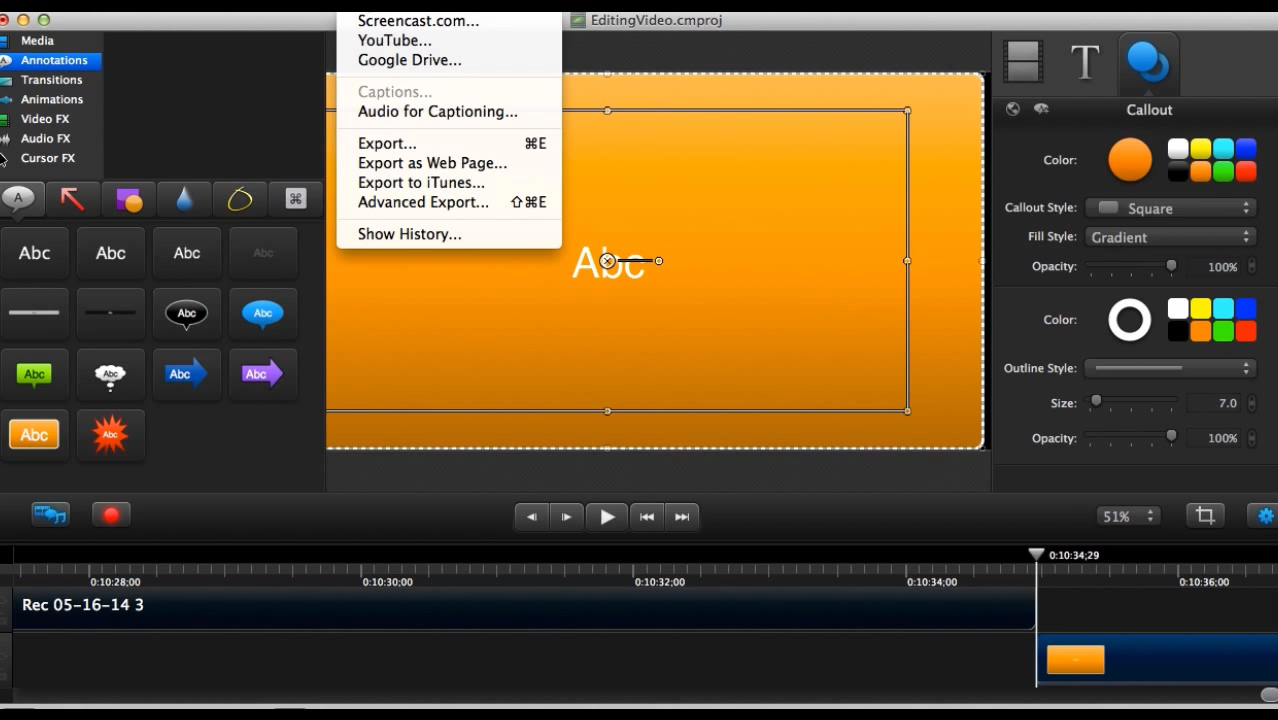 EditingVideo.cmproj
Media
Annotations
Transitions
Animations
Video FX
Audio FX
Cursor FX
A
⌘
Abc
Abc
Abc
Abc
Abc
Abc
Abc
Abc
Abc
Abc
Abc
Abc
Screencast.com...
YouTube...
Google Drive...
Captions...
Audio for Captioning...
Export... ⌘E
Export as Web Page...
Export to iTunes...
Advanced Export... ⇧⌘E
Show History...
Abc
T
Callout
Color:
Callout Style: Square
Fill Style: Gradient
Opacity: 100%
Color:
Outline Style:
Size: 7.0
Opacity: 100%
51%
0:10:34;29
0:10:28;00 0:10:30;00 0:10:32;00 0:10:34;00 0:10:36;00
Rec 05-16-14 3